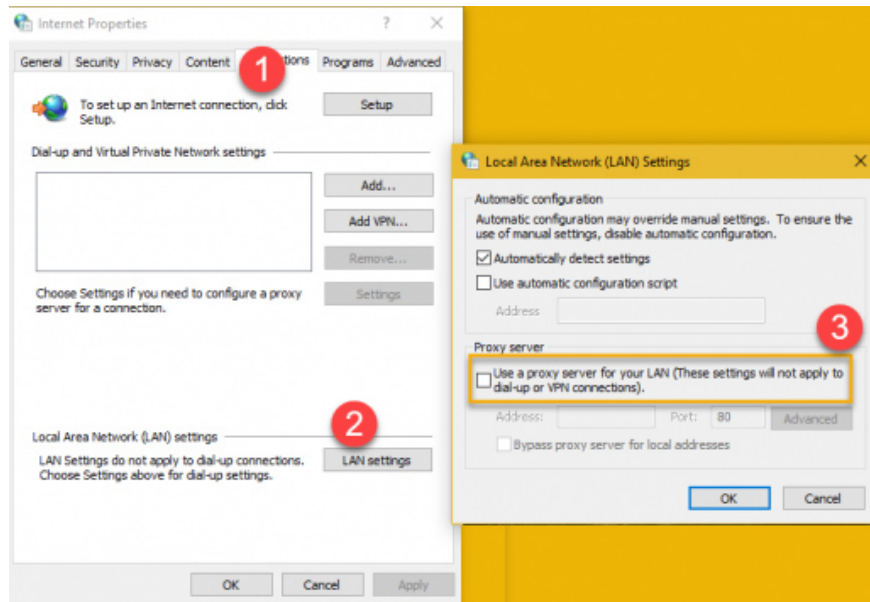 Internet Properties
General Security Privacy Content tions Programs Advanced
1
To set up an Internet connection, click
Setup.
Setup
Dial-up and Virtual Private Network settings
Add...
Add VPN...
Remove...
Choose Settings if you need to configure a proxy
server for a connection.
Settings
2
Local Area Network (LAN) settings
LAN Settings do not apply to dial-up connections.
Choose Settings above for dial-up settings.
LAN settings
OK Cancel Apply
Local Area Network (LAN) Settings
Automatic configuration
Automatic configuration may override manual settings. To ensure the
use of manual settings, disable automatic configuration.
Automatically detect settings
Use automatic configuration script
Address
3
Proxy server
Use a proxy server for your LAN (These settings will not apply to
dial-up or VPN connections).
Address: Port: 80 Advanced
Bypass proxy server for local addresses
OK Cancel